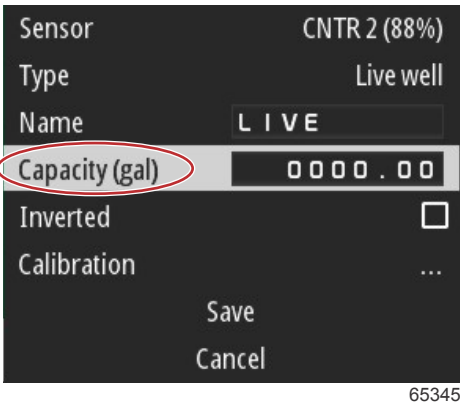 Sensor CNTR 2 (88%)
Type Live well
Name LIVE
Capacity (gal) 0000.00
Inverted
Calibration ...
Save
Cancel
65345